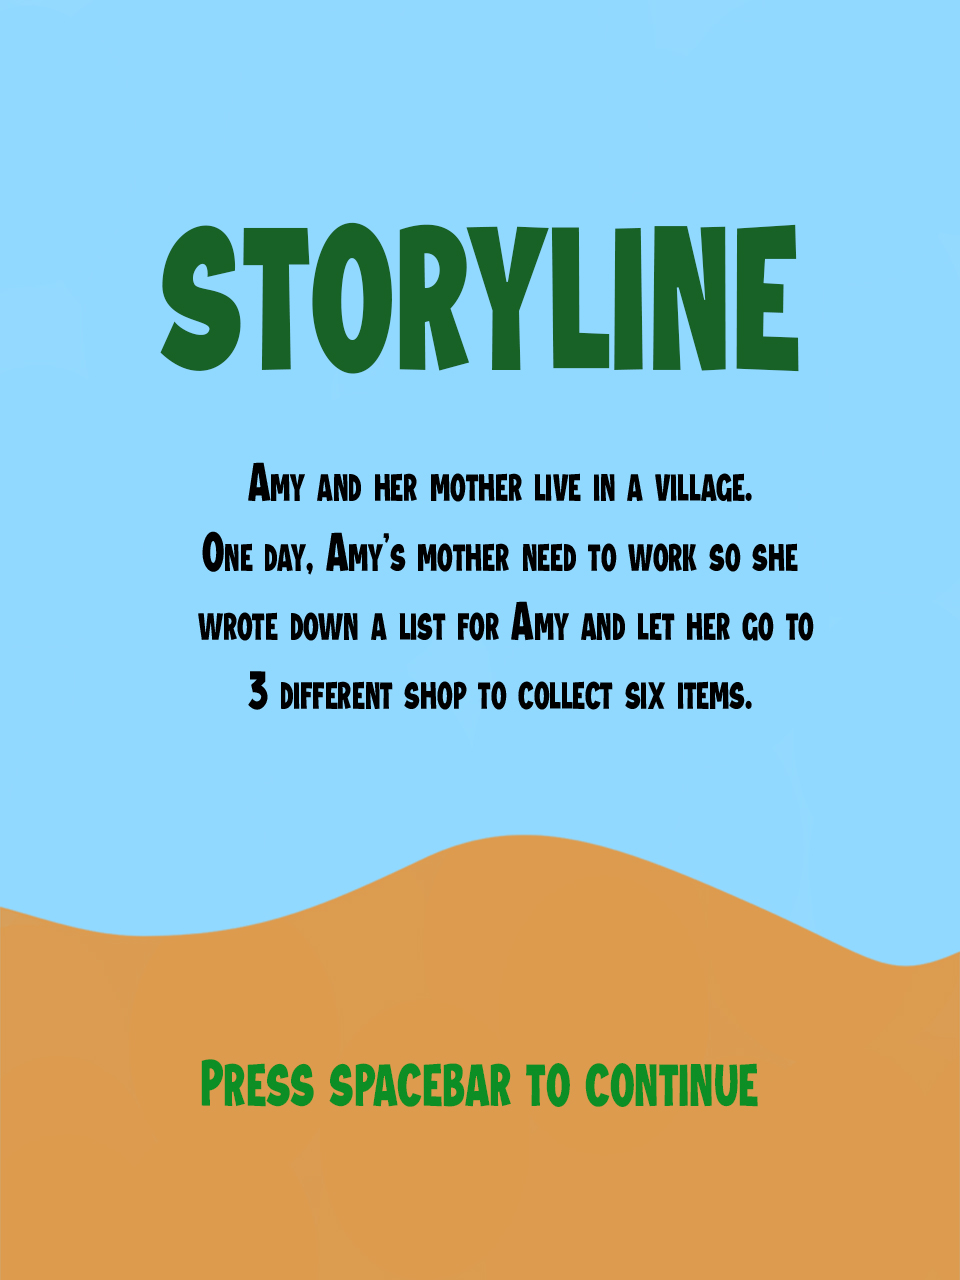 STORYLINE
Amy and her mother live in a village.
One day, Amy's mother need to work so she
wrote down a list for Amy and let her go to
3 different shop to collect six items.
Press spacebar to continue